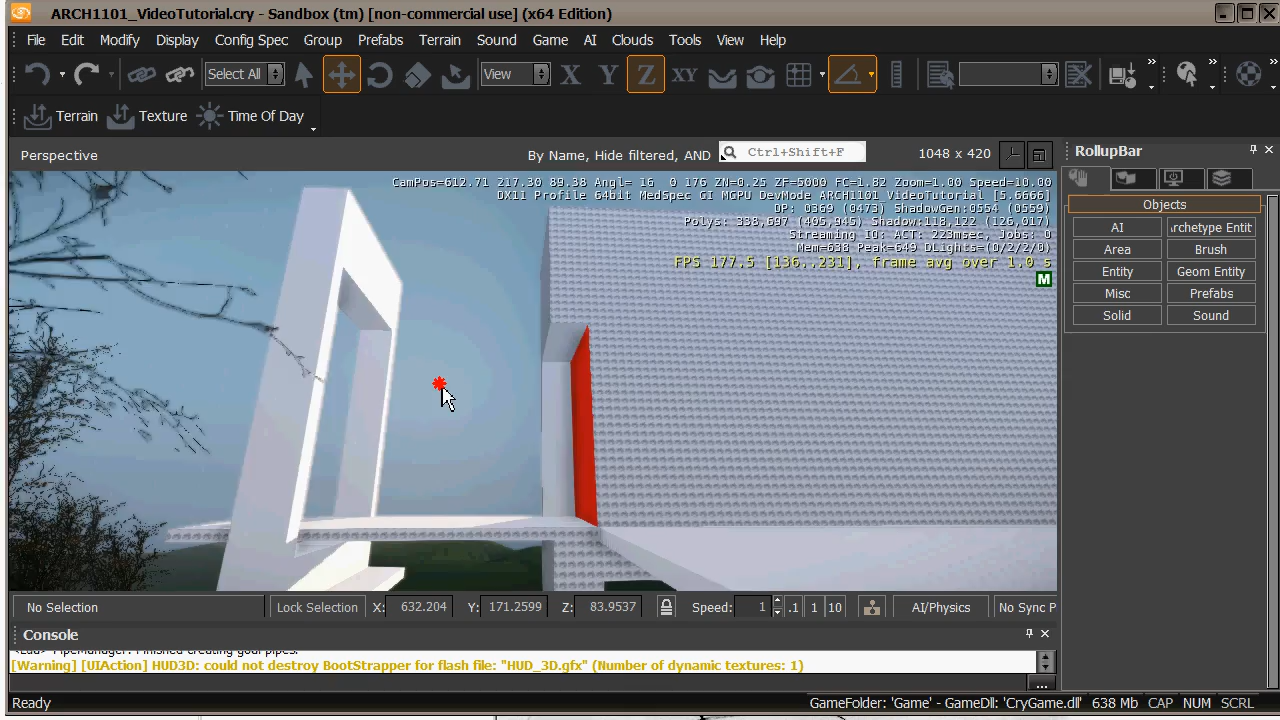 ARCH1101_VideoTutorial.cry - Sandbox (tm) [non-commercial use] (x64 Edition)
File Edit Modify Display Config Spec Group Prefabs Terrain Sound Game AI Clouds Tools View Help
Select All View X Y Z XY
Terrain Texture Time Of Day
Perspective By Name, Hide filtered, AND Ctrl+Shift+F 1048 x 420
RollupBar
CamPos=612.71 217.30 89.38 Angl= 16 0 176 ZN=0.25 ZF=5000 FC=1.82 Zoom=1.00 Speed=10.00
DX11 Profile 64bit MedSpec GI MGPU DevMode ARCH1101_VideoTutorial [5.6666]
DP: 0369 (0473) ShadowGen:0554 (0559)
Polys: 338,697 (495,945) Shadow:118,122 (126,017)
Streaming IO: ACT: 223msec, Jobs: 0
Mem=638 Peak=649 DLights=(0/2/2/0)
FPS 177.5 [136..231], frame avg over 1.0 s
M
Objects
AI rchetype Entit
Area Brush
Entity Geom Entity
Misc Prefabs
Solid Sound
No Selection Lock Selection X: 632.204 Y: 171.2599 Z: 83.9537 Speed: 1 .1 1 10 AI/Physics No Sync P
Console
<Lua> PipeManager: Finished creating goal pipes.
[Warning] [UIAction] HUD3D: could not destroy BootStrapper for flash file: "HUD_3D.gfx" (Number of dynamic textures: 1)
...
Ready GameFolder: 'Game' - GameDll: 'CryGame.dll' 638 Mb CAP NUM SCRL